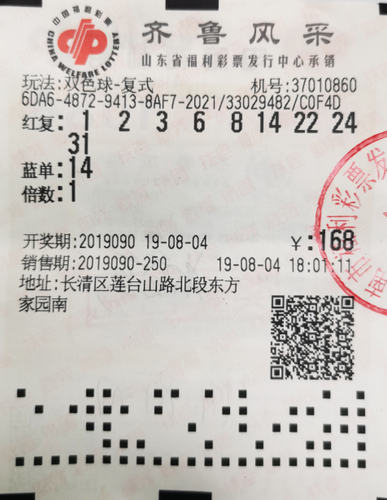 中国福利彩票
CHINA WELFARE LOTTERY
齐鲁风采
山东省福利彩票发行中心承销
玩法:双色球-复式 机号:37010860
6DA6-4872-9413-8AF7-2021/33029482/C0F4D
红复: 1 2 3 6 8 14 22 24
31
蓝单:14
倍数:1
开奖期:2019090 19-08-04 ¥:168
销售期:2019090-250 19-08-04 18:01:11
地址:长清区莲台山路北段东方
家园南
福利彩票发